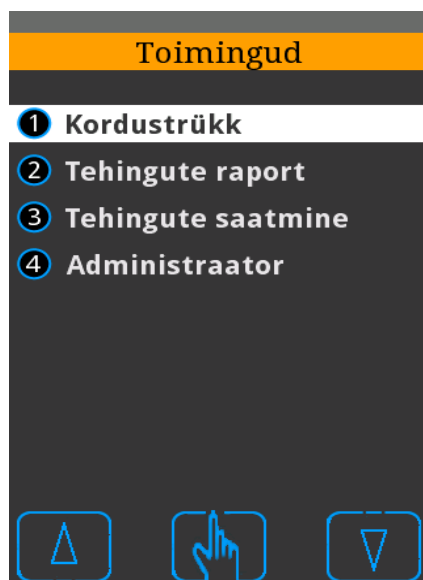 Toimingud
1 Kordustrükk
2 Tehingute raport
3 Tehingute saatmine
4 Administraator